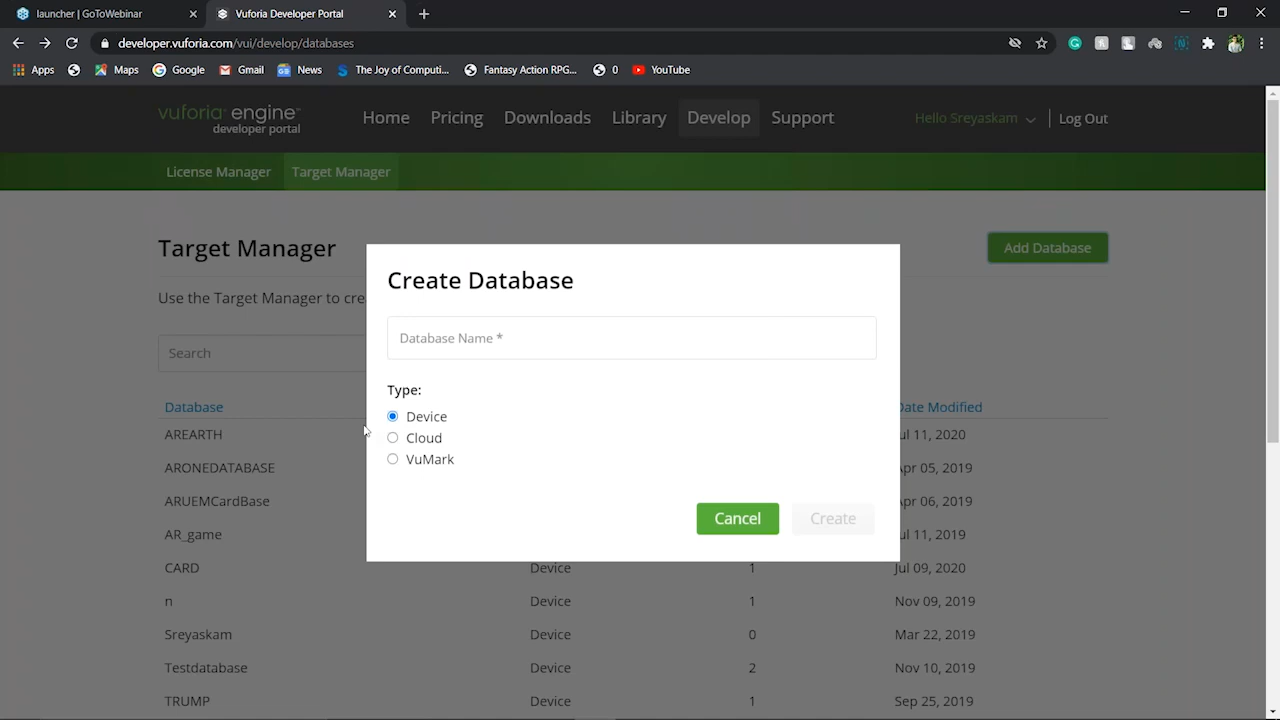 launcher | GoToWebinar
Vuforia Developer Portal
developer.vuforia.com/vui/develop/databases
Apps Maps Google Gmail News The Joy of Computi... Fantasy Action RPG... 0 YouTube
vuforia engine
developer portal
Home Pricing Downloads Library Develop Support Hello Sreyaskam Log Out
License Manager Target Manager
Target Manager Add Database
Use the Target Manager to cre
Search
Create Database
Database Name *
Type:
Device
Cloud
VuMark
Cancel Create
Database Date Modified
AREARTH Jul 11, 2020
ARONEDATABASE Apr 05, 2019
ARUEMCardBase Apr 06, 2019
AR_game Jul 11, 2019
CARD Device 1 Jul 09, 2020
n Device 1 Nov 09, 2019
Sreyaskam Device 0 Mar 22, 2019
Testdatabase Device 2 Nov 10, 2019
TRUMP Device 1 Sep 25, 2019